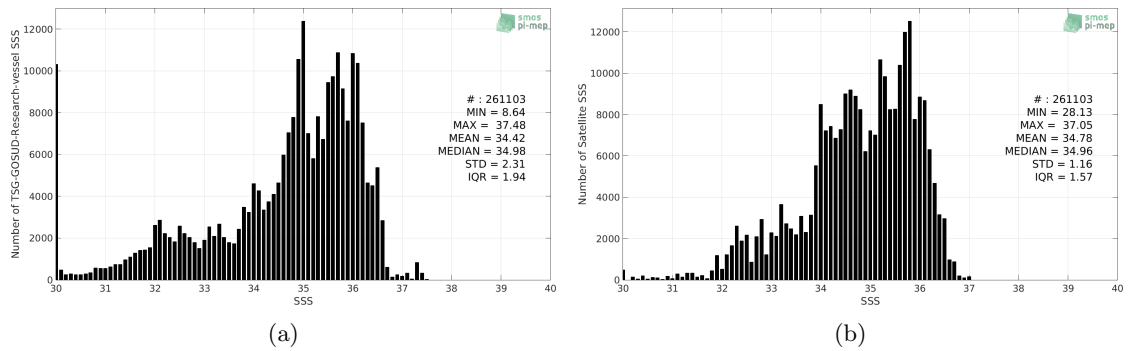 smos
pi-mep
12000
10000
8000
6000
4000
2000
0
Number of TSG-GOSUD-Research-vessel SSS
# : 261103
MIN = 8.64
MAX = 37.48
MEAN = 34.42
MEDIAN = 34.98
STD = 2.31
IQR = 1.94
30 31 32 33 34 35 36 37 38 39 40
SSS
(a)
smos
pi-mep
12000
10000
8000
6000
4000
2000
0
Number of Satellite SSS
# : 261103
MIN = 28.13
MAX = 37.05
MEAN = 34.78
MEDIAN = 34.96
STD = 1.16
IQR = 1.57
30 31 32 33 34 35 36 37 38 39 40
SSS
(b)